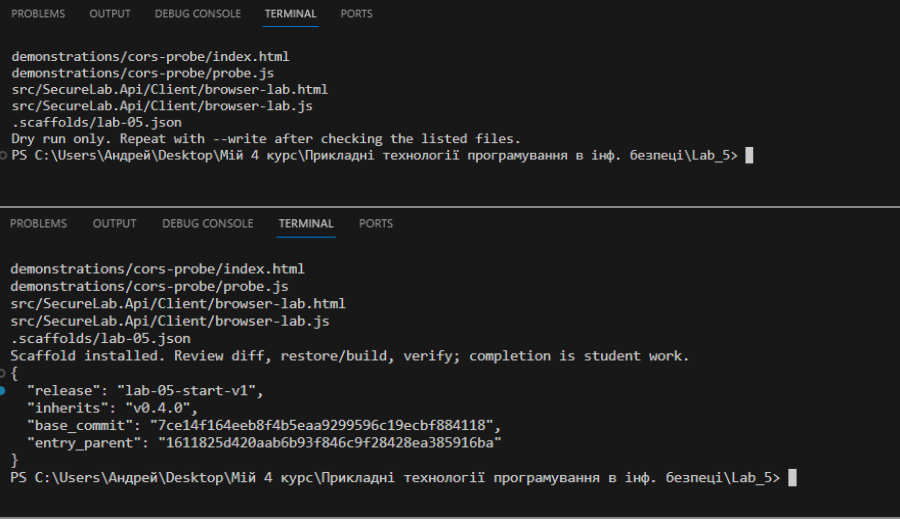 PROBLEMS OUTPUT DEBUG CONSOLE TERMINAL PORTS
demonstrations/cors-probe/index.html
demonstrations/cors-probe/probe.js
src/SecureLab.Api/Client/browser-lab.html
src/SecureLab.Api/Client/browser-lab.js
.scaffolds/lab-05.json
Dry run only. Repeat with --write after checking the listed files.
PS C:\Users\Андрей\Desktop\Мій 4 курс\Прикладні технології програмування в інф. безпеці\Lab_5>
PROBLEMS OUTPUT DEBUG CONSOLE TERMINAL PORTS
demonstrations/cors-probe/index.html
demonstrations/cors-probe/probe.js
src/SecureLab.Api/Client/browser-lab.html
src/SecureLab.Api/Client/browser-lab.js
.scaffolds/lab-05.json
Scaffold installed. Review diff, restore/build, verify; completion is student work.
{
  "release": "lab-05-start-v1",
  "inherits": "v0.4.0",
  "base_commit": "7ce14f164eeb8f4b5eaa9299596c19ecbf884118",
  "entry_parent": "1611825d420aab6b93f846c9f28428ea385916ba"
}
PS C:\Users\Андрей\Desktop\Мій 4 курс\Прикладні технології програмування в інф. безпеці\Lab_5>